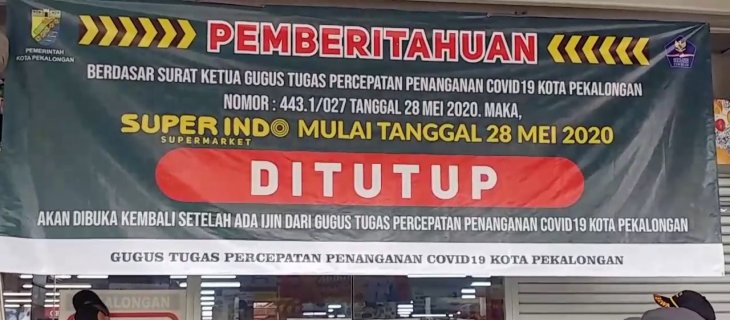 PEMERINTAH
KOTA PEKALONGAN
>>>>>>> PEMBERITAHUAN <<<<<<<
BERDASAR SURAT KETUA GUGUS TUGAS PERCEPATAN PENANGANAN COVID19 KOTA PEKALONGAN
NOMOR : 443.1/027 TANGGAL 28 MEI 2020. MAKA,
SUPER INDO MULAI TANGGAL 28 MEI 2020
SUPERMARKET
DITUTUP
AKAN DIBUKA KEMBALI SETELAH ADA IJIN DARI GUGUS TUGAS PERCEPATAN PENANGANAN COVID19 KOTA PEKALONGAN
GUGUS TUGAS PERCEPATAN PENANGANAN COVID19 KOTA PEKALONGAN